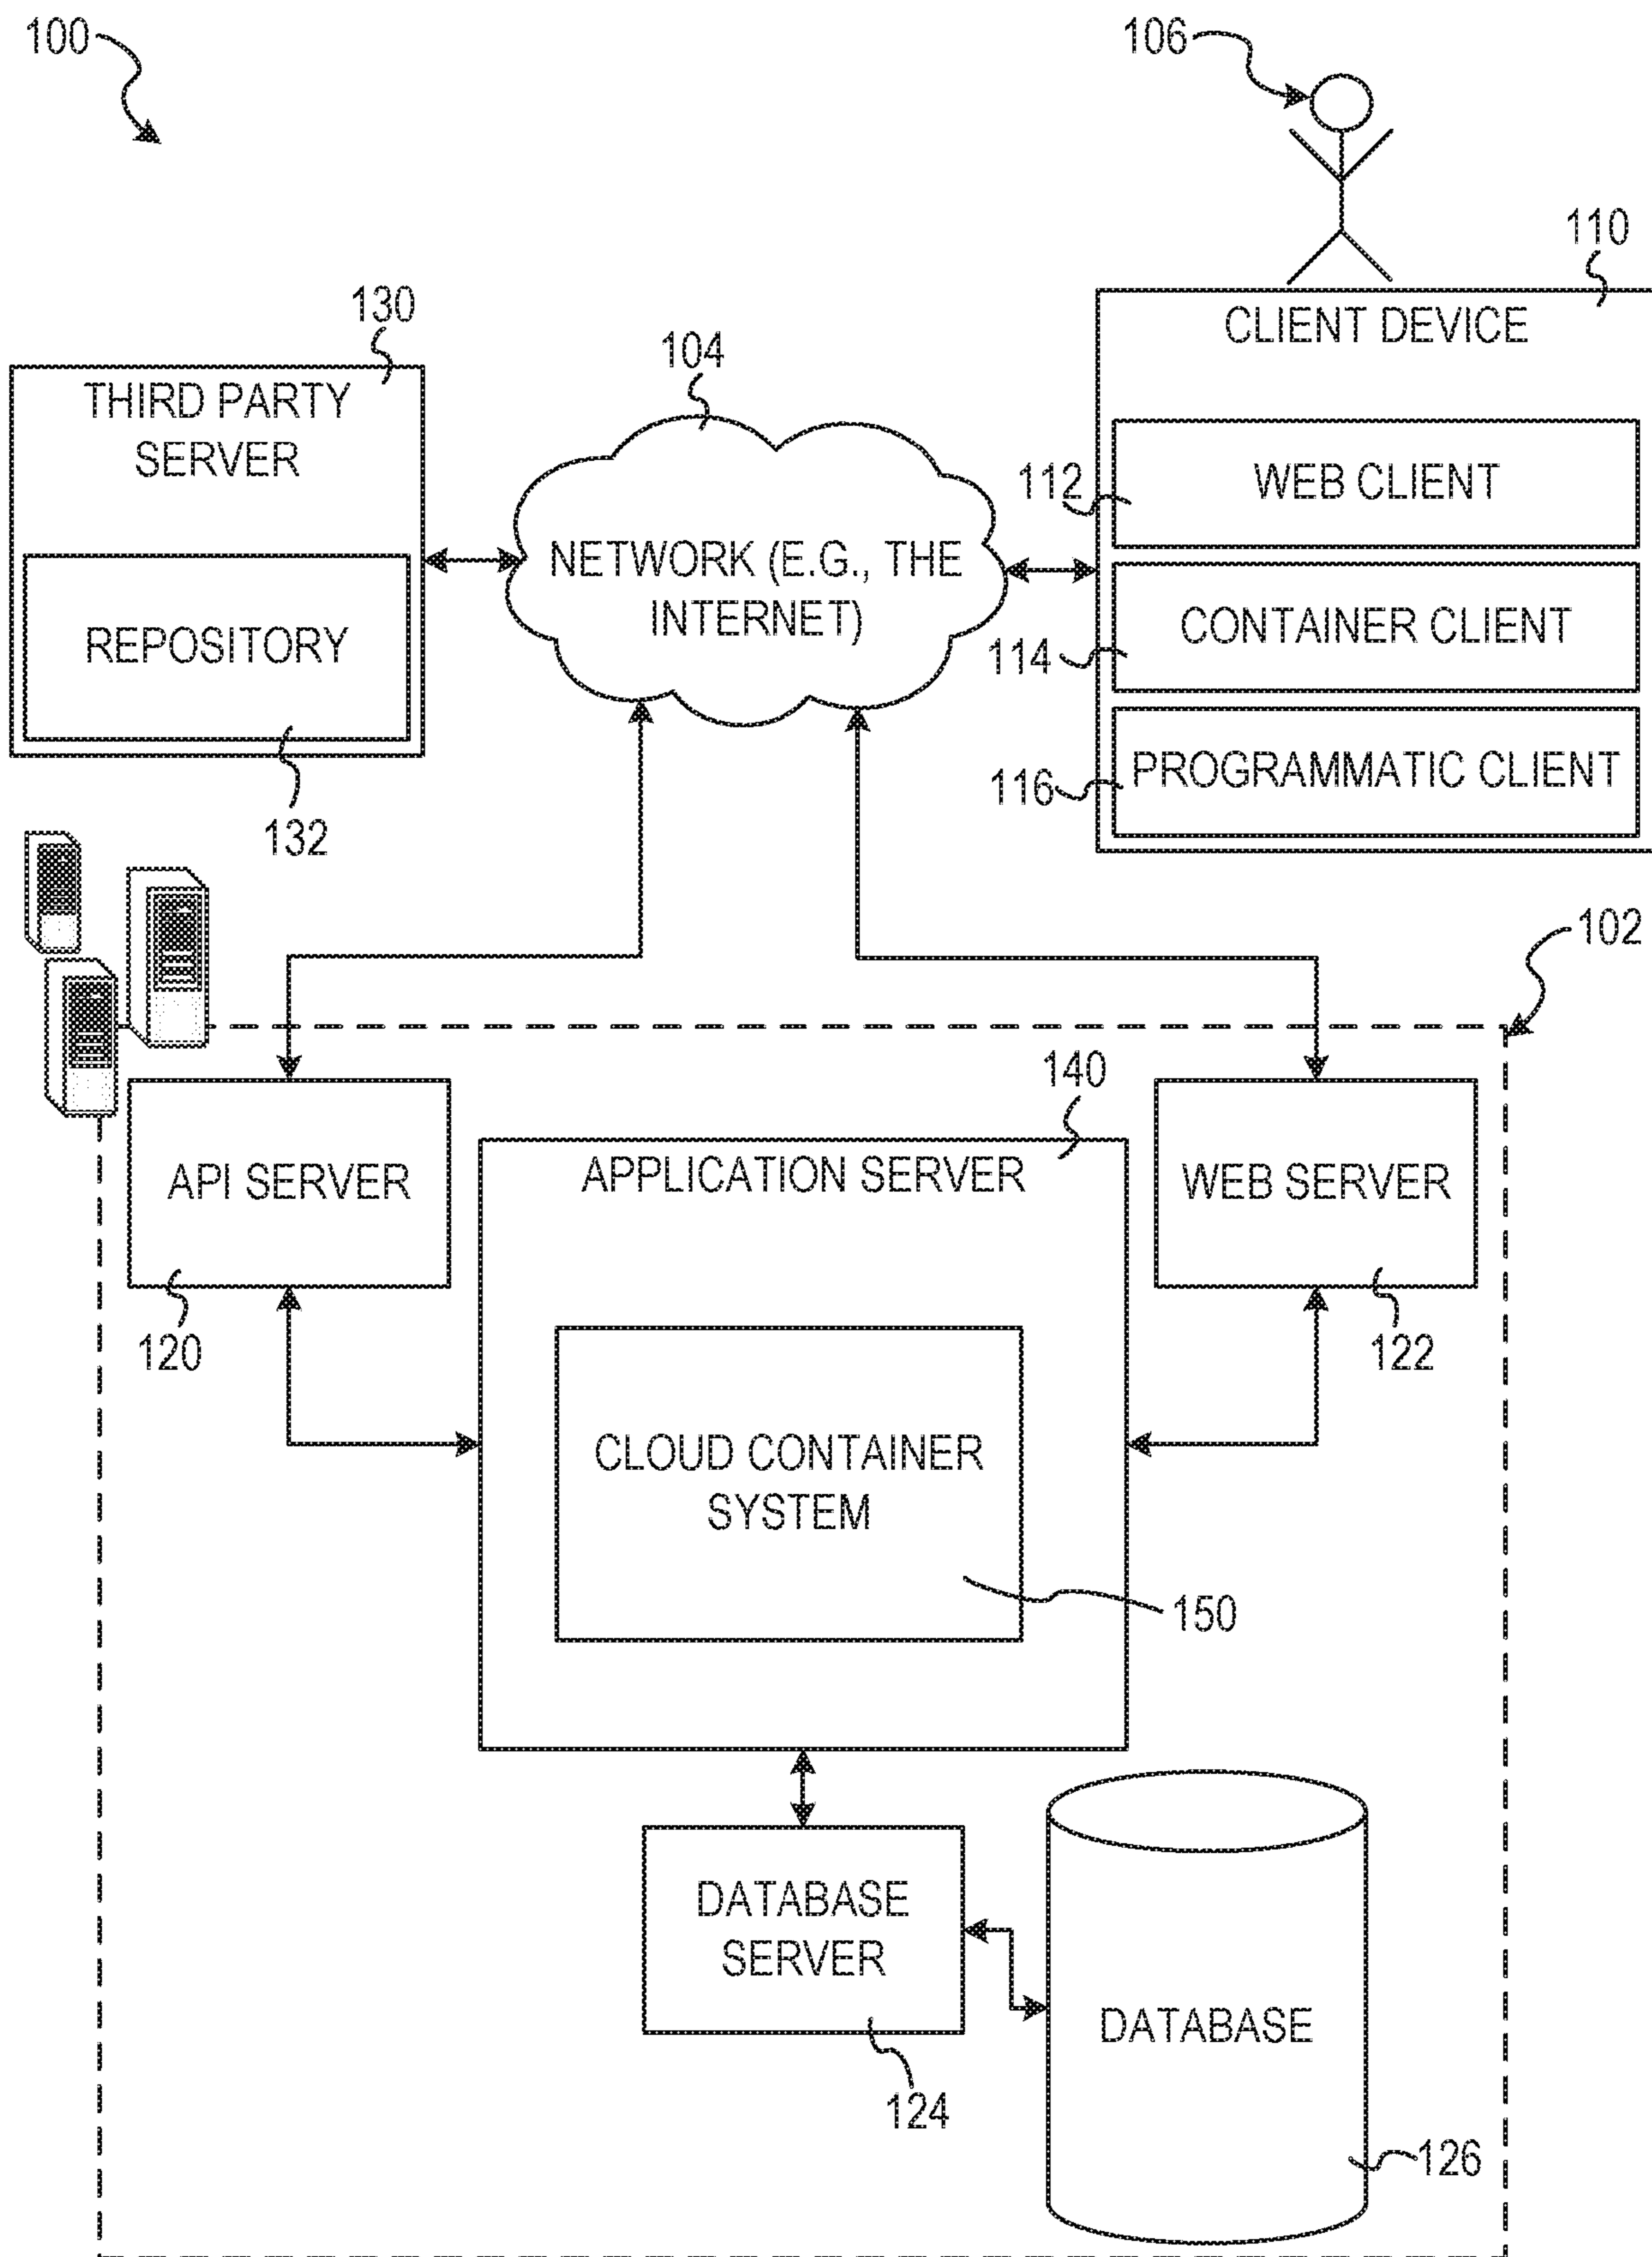 100
106
110
CLIENT DEVICE
130
THIRD PARTY
SERVER
104
112
WEB CLIENT
NETWORK (E.G., THE
INTERNET)
REPOSITORY
114
CONTAINER CLIENT
116
PROGRAMMATIC CLIENT
132
102
140
API SERVER
APPLICATION SERVER
WEB SERVER
120
122
CLOUD CONTAINER
SYSTEM
150
DATABASE
SERVER
124
DATABASE
126